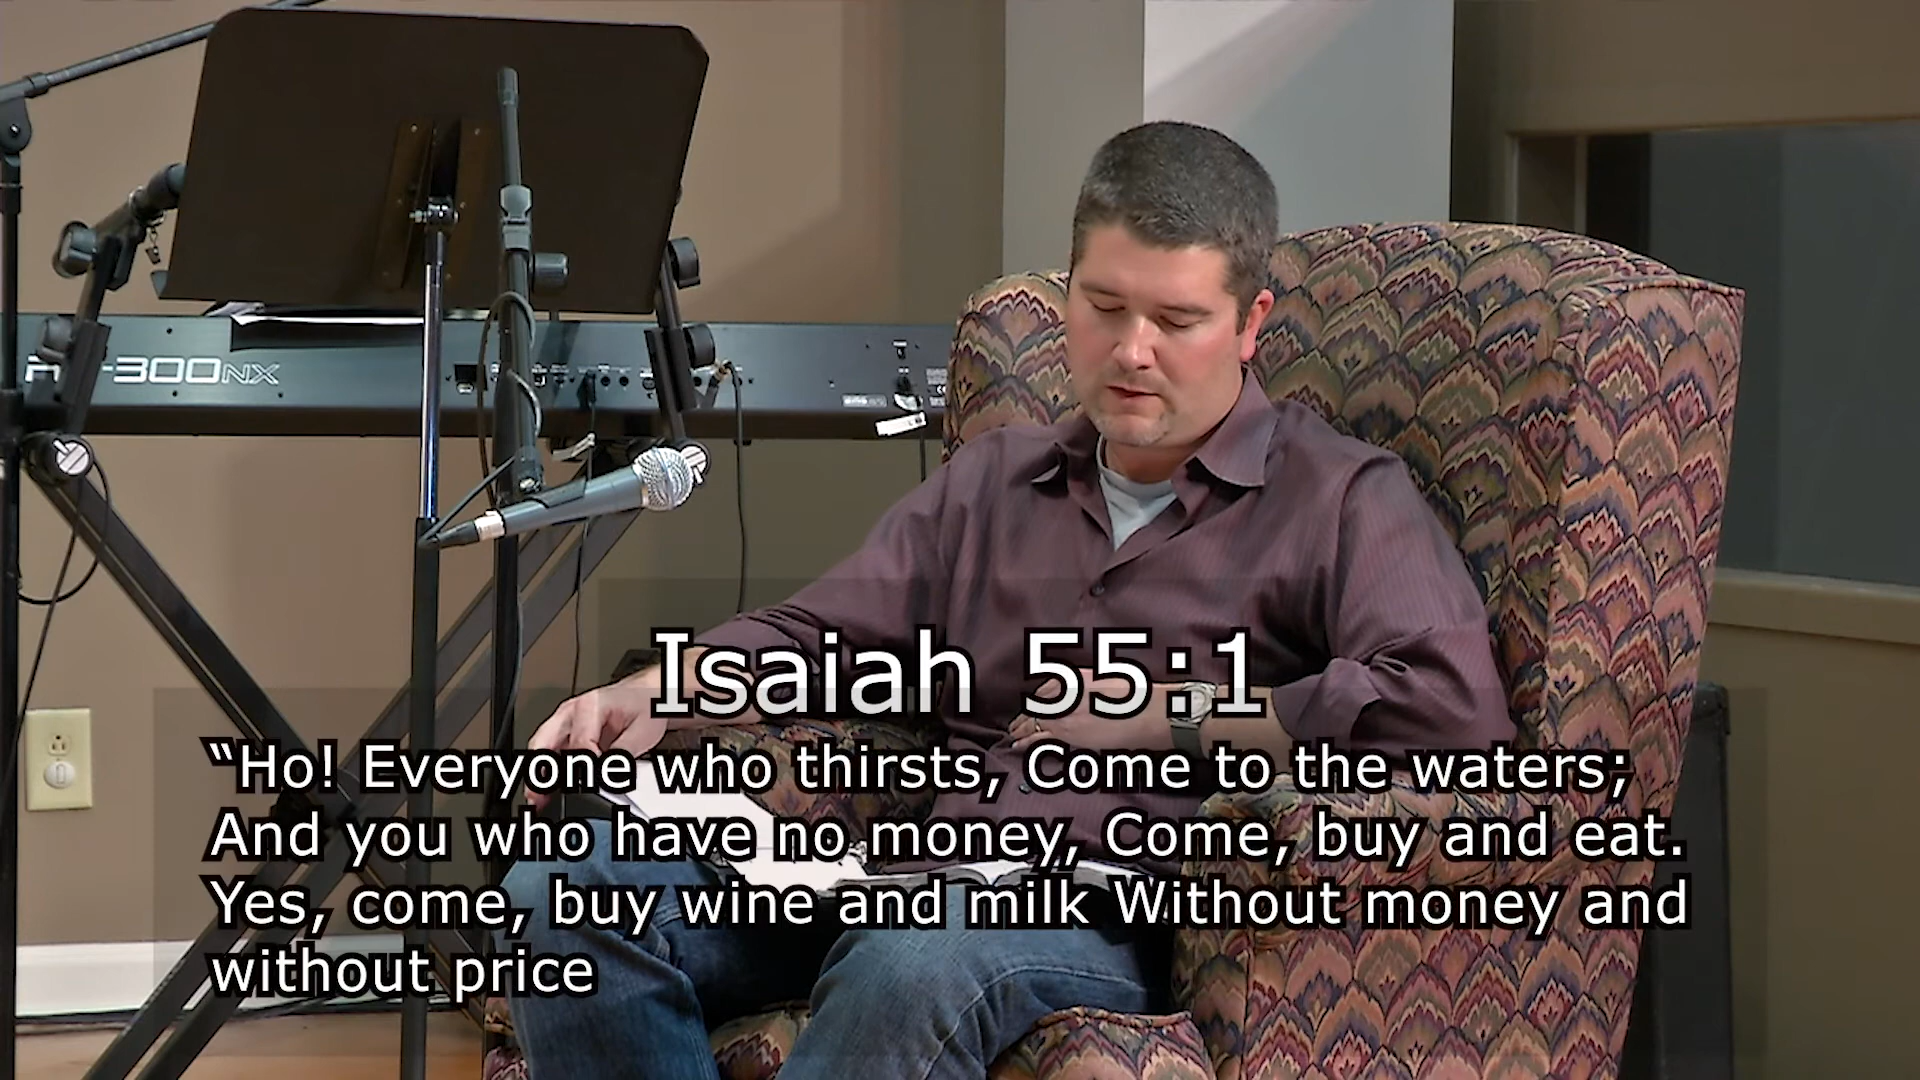 -300NX
Isaiah 55:1
“Ho! Everyone who thirsts, Come to the waters;
And you who have no money, Come, buy and eat.
Yes, come, buy wine and milk Without money and
without price